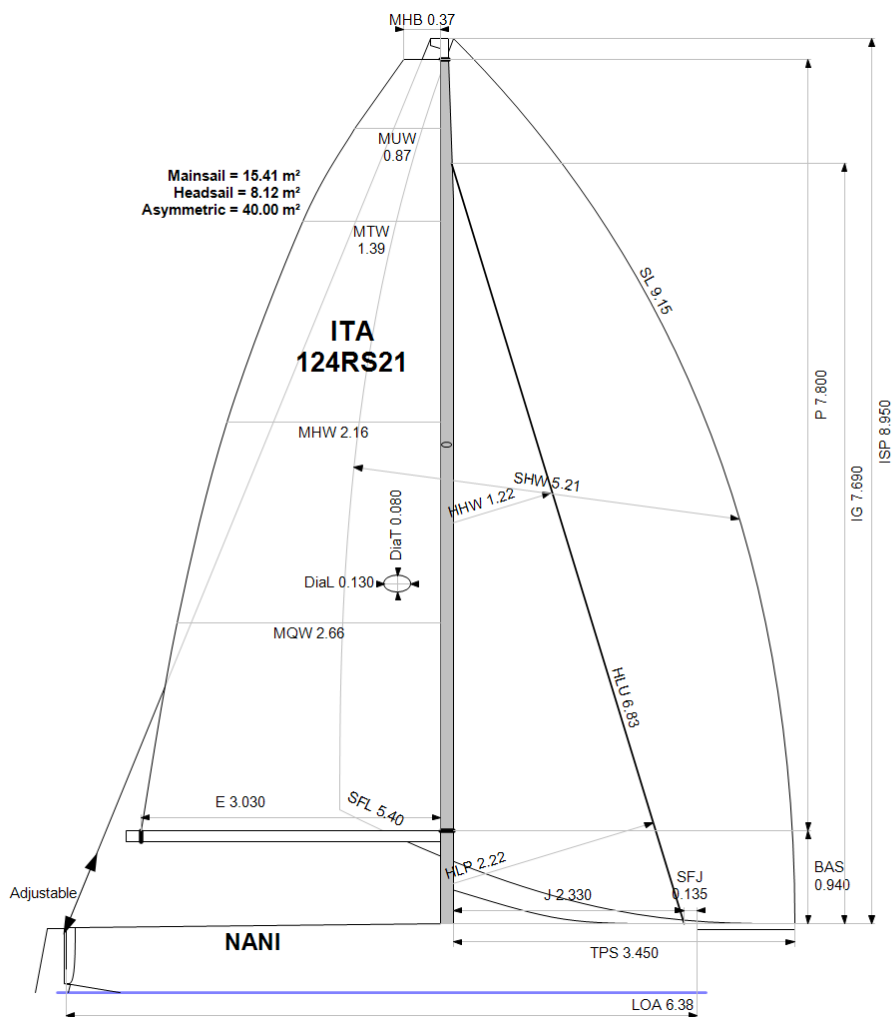 MHB 0.37
MUW
0.87
Mainsail = 15.41 m²
Headsail = 8.12 m²
Asymmetric = 40.00 m²
MTW
1.39
SL 9.15
ITA
124RS21
P 7.800
ISP 8.950
IG 7.690
MHW 2.16
SHW 5.21
HHW 1.22
DiaT 0.080
DiaL 0.130
MQW 2.66
HLU 6.83
E 3.030
SFL 5.40
HLP 2.22
BAS
0.940
SFJ
0.135
J 2.330
Adjustable
NANI
TPS 3.450
LOA 6.38